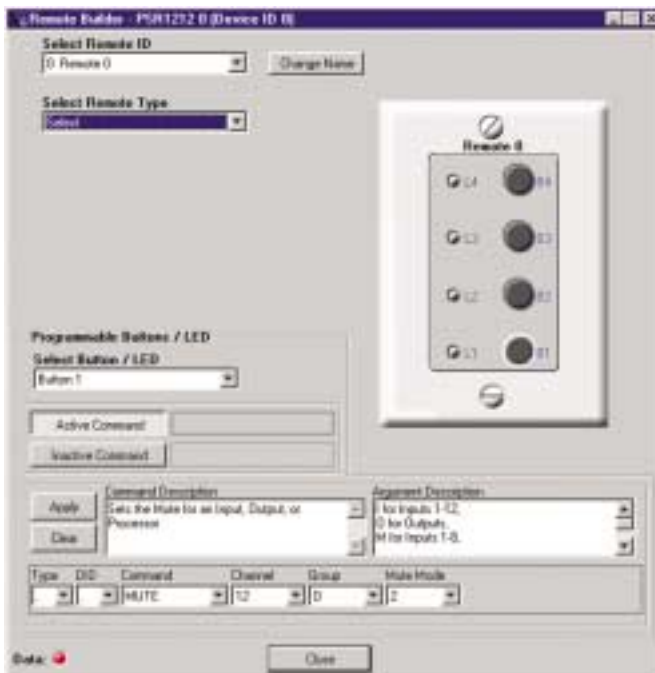 Remote Builder - PSR1212 0 (Device ID 0)
Select Remote ID
0 Remote 0
Change Name
Select Remote Type
Select
Remote 0
L4 B4
L3 B3
L2 B2
L1 B1
Programmable Buttons / LED
Select Button / LED
Button 1
Active Command
Inactive Command
Apply
Clear
Command Description
Sets the Mute for an Input, Output, or
Processor
Argument Description
I for Inputs 1-12,
O for Outputs,
M for Inputs 1-8,
Type DID Command Channel Group Mute Mode
MUTE 12 2
Data:
Close